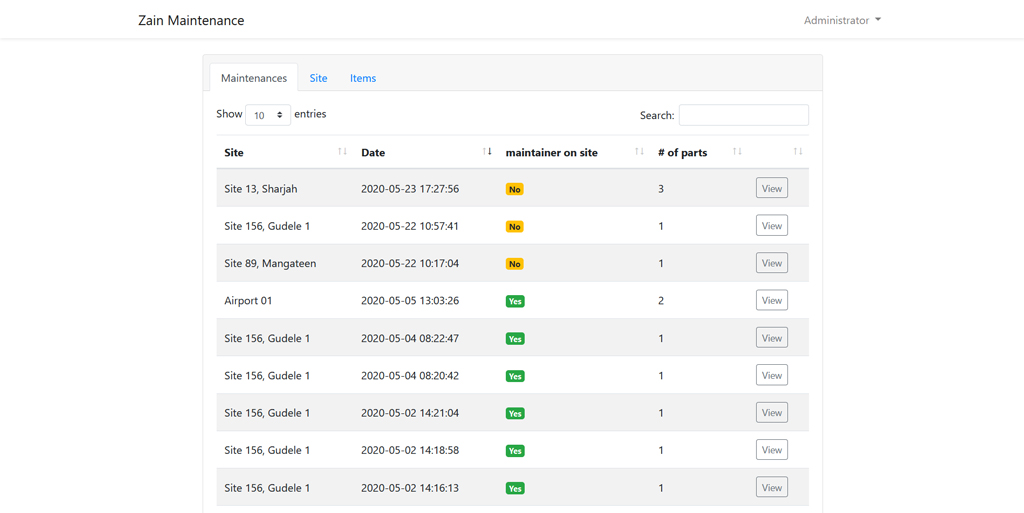 Zain Maintenance Administrator
Maintenances Site Items
Show 10 entries Search:
Site Date maintainer on site # of parts
Site 13, Sharjah 2020-05-23 17:27:56 No 3 View
Site 156, Gudele 1 2020-05-22 10:57:41 No 1 View
Site 89, Mangateen 2020-05-22 10:17:04 No 1 View
Airport 01 2020-05-05 13:03:26 Yes 2 View
Site 156, Gudele 1 2020-05-04 08:22:47 Yes 1 View
Site 156, Gudele 1 2020-05-04 08:20:42 Yes 1 View
Site 156, Gudele 1 2020-05-02 14:21:04 Yes 1 View
Site 156, Gudele 1 2020-05-02 14:18:58 Yes 1 View
Site 156, Gudele 1 2020-05-02 14:16:13 Yes 1 View